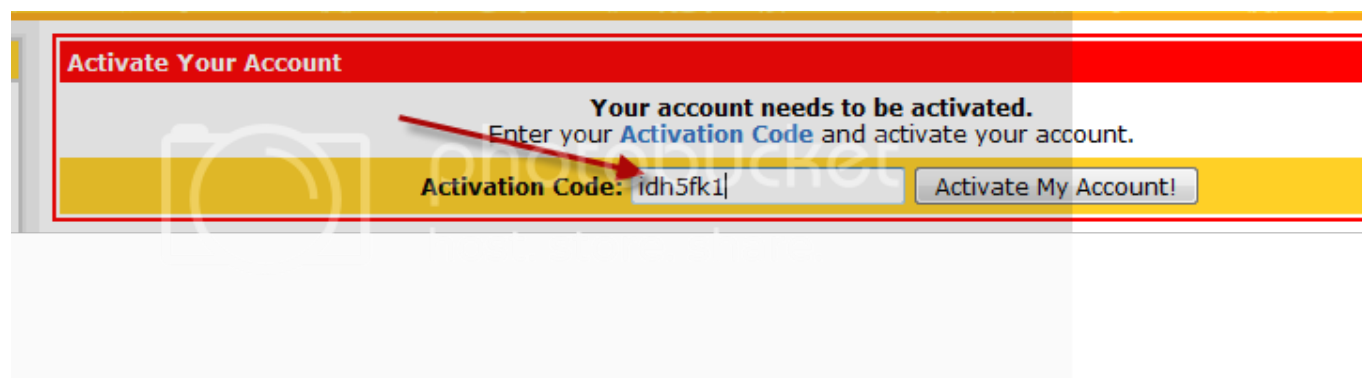 Activate Your Account
Your account needs to be activated.
Enter your Activation Code and activate your account.
Activation Code: idh5fk1 Activate My Account!
photobucket